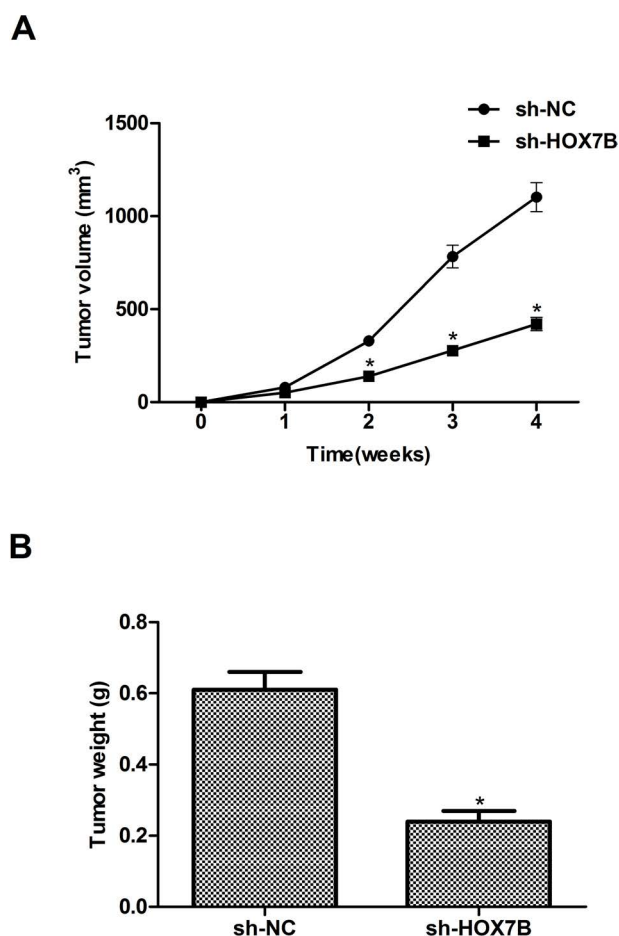 A
sh-NC
sh-HOX7B
1500
1000
500
0
Tumor volume (mm³)
*
*
*
0 1 2 3 4
Time(weeks)
B
0.8
0.6
0.4
0.2
0.0
Tumor weight (g)
*
sh-NC sh-HOX7B